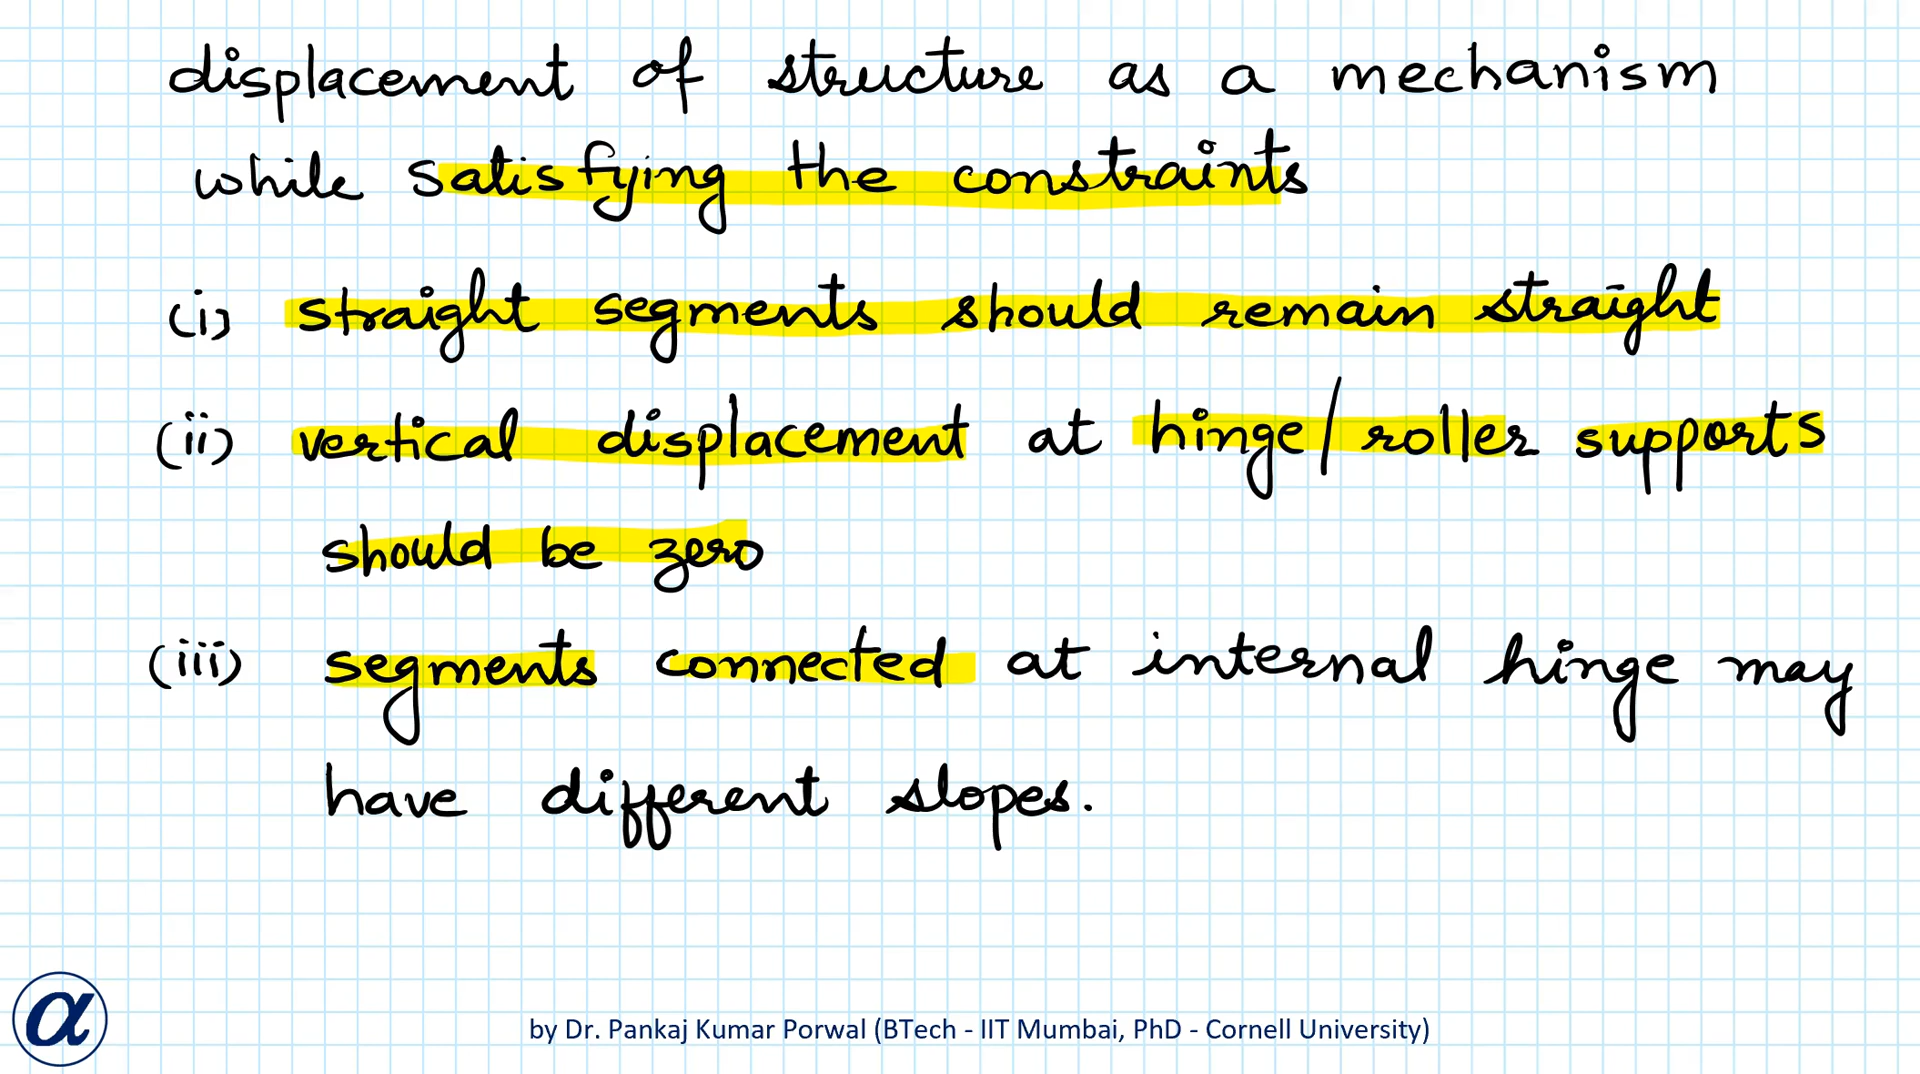 displacement of structure as a mechanism
while satisfying the constraints
(i) straight segments should remain straight
(ii) vertical displacement at hinge/roller supports
should be zero
(iii) segments connected at internal hinge may
have different slopes.
α
by Dr. Pankaj Kumar Porwal (BTech - IIT Mumbai, PhD - Cornell University)